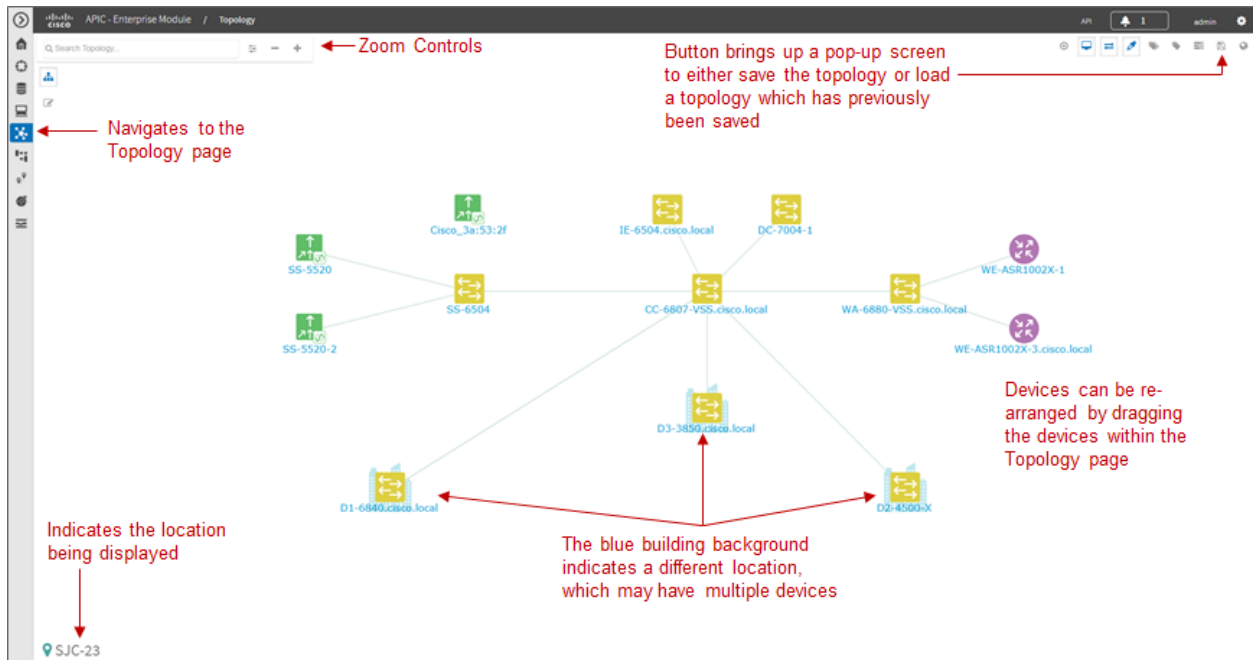 cisco APIC - Enterprise Module / Topology API 1 admin
Search Topology...
Zoom Controls
Button brings up a pop-up screen
to either save the topology or load
a topology which has previously
been saved
Navigates to the
Topology page
Cisco_3a:53:2f
IE-6504.cisco.local
DC-7004-1
SS-5520
WE-ASR1002X-1
SS-6504
CC-6807-VSS.cisco.local
WA-6880-VSS.cisco.local
SS-5520-2
WE-ASR1002X-3.cisco.local
Devices can be re-
arranged by dragging
the devices within the
Topology page
D3-3850.cisco.local
D1-6840.cisco.local
D2-4500-X
Indicates the location
being displayed
The blue building background
indicates a different location,
which may have multiple devices
SJC-23